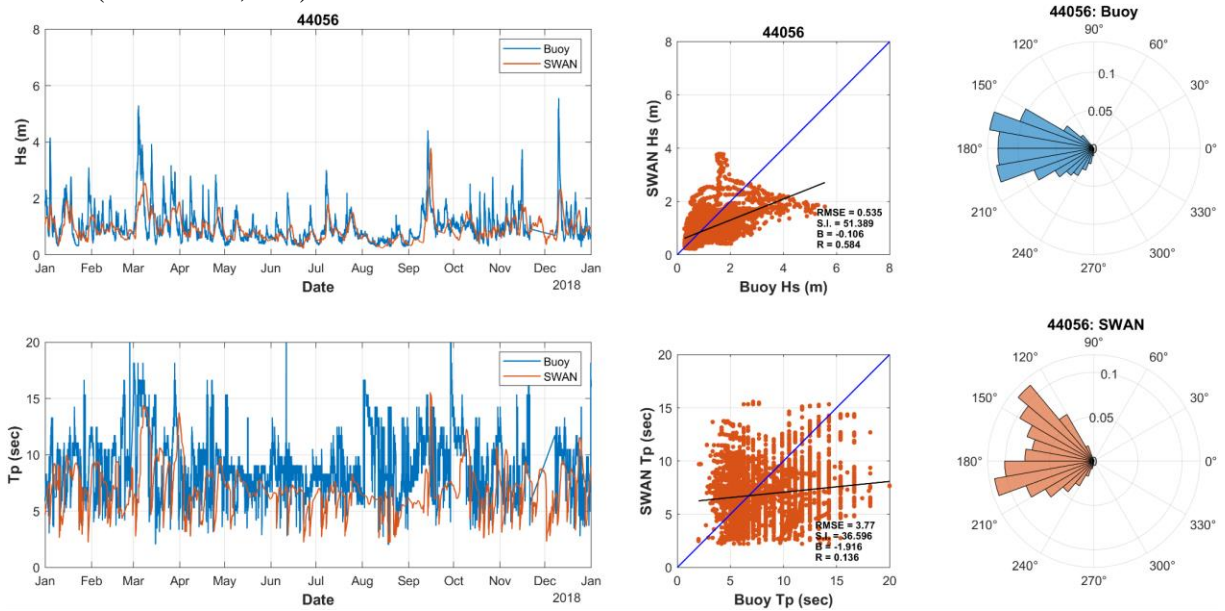 44056
8
6
4
2
0
Hs (m)
Buoy
SWAN
Jan Feb Mar Apr May Jun Jul Aug Sep Oct Nov Dec Jan
Date
2018
44056
8
6
4
2
0
SWAN Hs (m)
RMSE = 0.535
S.I. = 51.389
B = -0.106
R = 0.584
0 2 4 6 8
Buoy Hs (m)
44056: Buoy
90°
120° 60°
0.1
150° 30°
0.05
180° 0 0°
210° 330°
240° 300°
270°
20
15
10
5
0
Tp (sec)
Buoy
SWAN
Jan Feb Mar Apr May Jun Jul Aug Sep Oct Nov Dec Jan
Date
2018
20
15
10
5
0
SWAN Tp (sec)
RMSE = 3.77
S.I. = 36.596
B = -1.916
R = 0.136
0 5 10 15 20
Buoy Tp (sec)
44056: SWAN
90°
120° 60°
0.1
150° 30°
0.05
180° 0 0°
210° 330°
240° 300°
270°